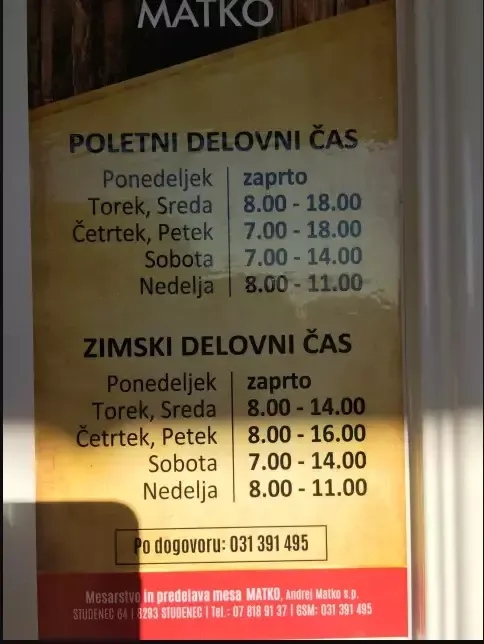 MATKO
POLETNI DELOVNI ČAS
Ponedeljek zaprto
Torek, Sreda 8.00 - 18.00
Četrtek, Petek 7.00 - 18.00
Sobota 7.00 - 14.00
Nedelja 8.00 - 11.00
ZIMSKI DELOVNI ČAS
Ponedeljek zaprto
Torek, Sreda 8.00 - 14.00
Četrtek, Petek 8.00 - 16.00
Sobota 7.00 - 14.00
Nedelja 8.00 - 11.00
Po dogovoru: 031 391 495
Mesarstvo in predelava mesa MATKO, Andrej Matko s.p.
STUDENEC 64 | 8293 STUDENEC | Tel.: 07 818 91 37 | GSM: 031 391 495